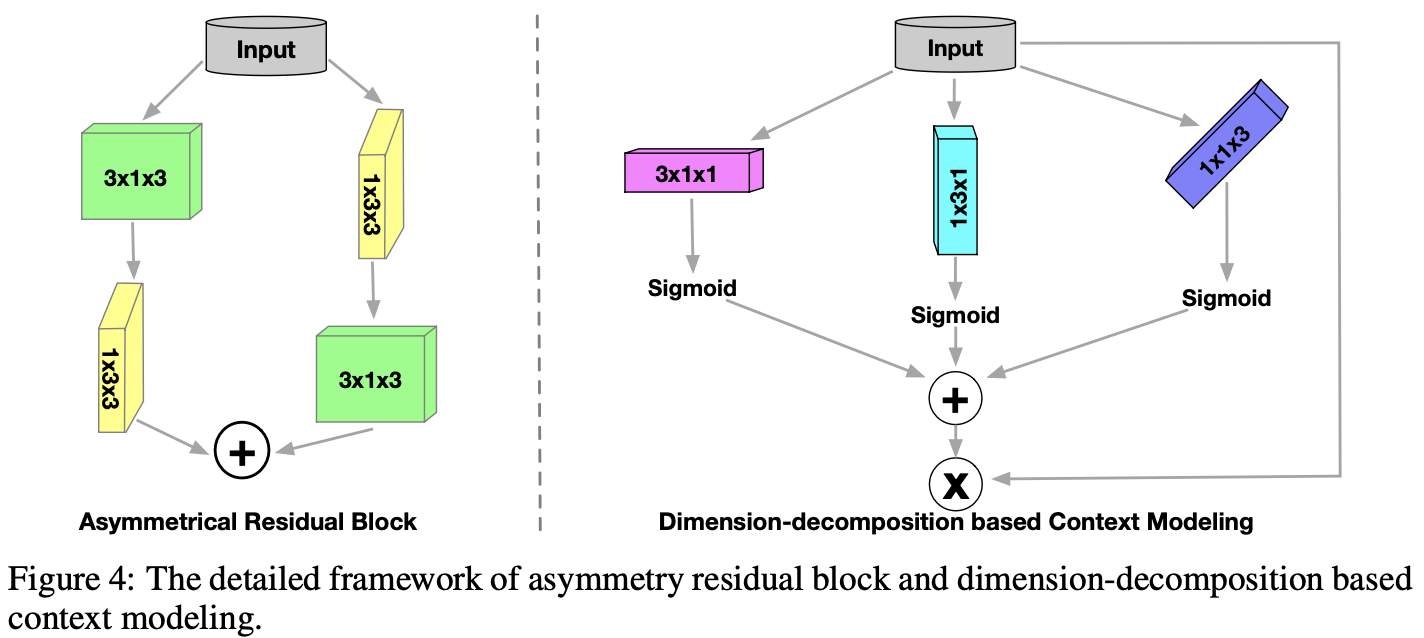 Input
3x1x3
1x3x3
1x3x3
3x1x3
+
Asymmetrical Residual Block
Input
3x1x1
1x3x1
1x1x3
Sigmoid
Sigmoid
Sigmoid
+
X
Dimension-decomposition based Context Modeling
Figure 4: The detailed framework of asymmetry residual block and dimension-decomposition based
context modeling.